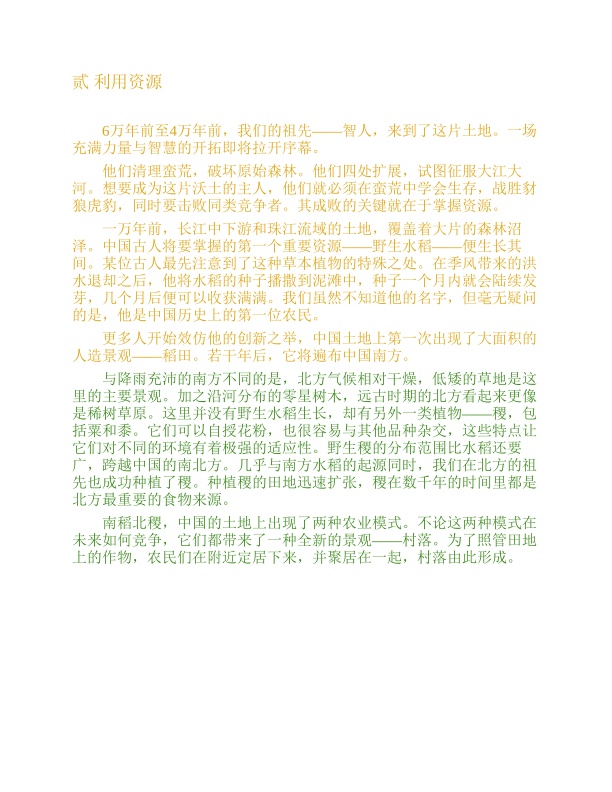 贰 利用资源
6万年前至4万年前，我们的祖先——智人，来到了这片土地。一场
充满力量与智慧的开拓即将拉开序幕。
他们清理蛮荒，破坏原始森林。他们四处扩展，试图征服大江大
河。想要成为这片沃土的主人，他们就必须在蛮荒中学会生存，战胜豺
狼虎豹，同时要击败同类竞争者。其成败的关键就在于掌握资源。
一万年前，长江中下游和珠江流域的土地，覆盖着大片的森林沼
泽。中国古人将要掌握的第一个重要资源——野生水稻——便生长其
间。某位古人最先注意到了这种草本植物的特殊之处。在季风带来的洪
水退却之后，他将水稻的种子播撒到泥滩中，种子一个月内就会陆续发
芽，几个月后便可以收获满满。我们虽然不知道他的名字，但毫无疑问
的是，他是中国历史上的第一位农民。
更多人开始效仿他的创新之举，中国土地上第一次出现了大面积的
人造景观——稻田。若干年后，它将遍布中国南方。
与降雨充沛的南方不同的是，北方气候相对干燥，低矮的草地是这
里的主要景观。加之沿河分布的零星树木，远古时期的北方看起来更像
是稀树草原。这里并没有野生水稻生长，却有另外一类植物——稷，包
括粟和黍。它们可以自授花粉，也很容易与其他品种杂交，这些特点让
它们对不同的环境有着极强的适应性。野生稷的分布范围比水稻还要
广，跨越中国的南北方。几乎与南方水稻的起源同时，我们在北方的祖
先也成功种植了稷。种植稷的田地迅速扩张，稷在数千年的时间里都是
北方最重要的食物来源。
南稻北稷，中国的土地上出现了两种农业模式。不论这两种模式在
未来如何竞争，它们都带来了一种全新的景观——村落。为了照管田地
上的作物，农民们在附近定居下来，并聚居在一起，村落由此形成。